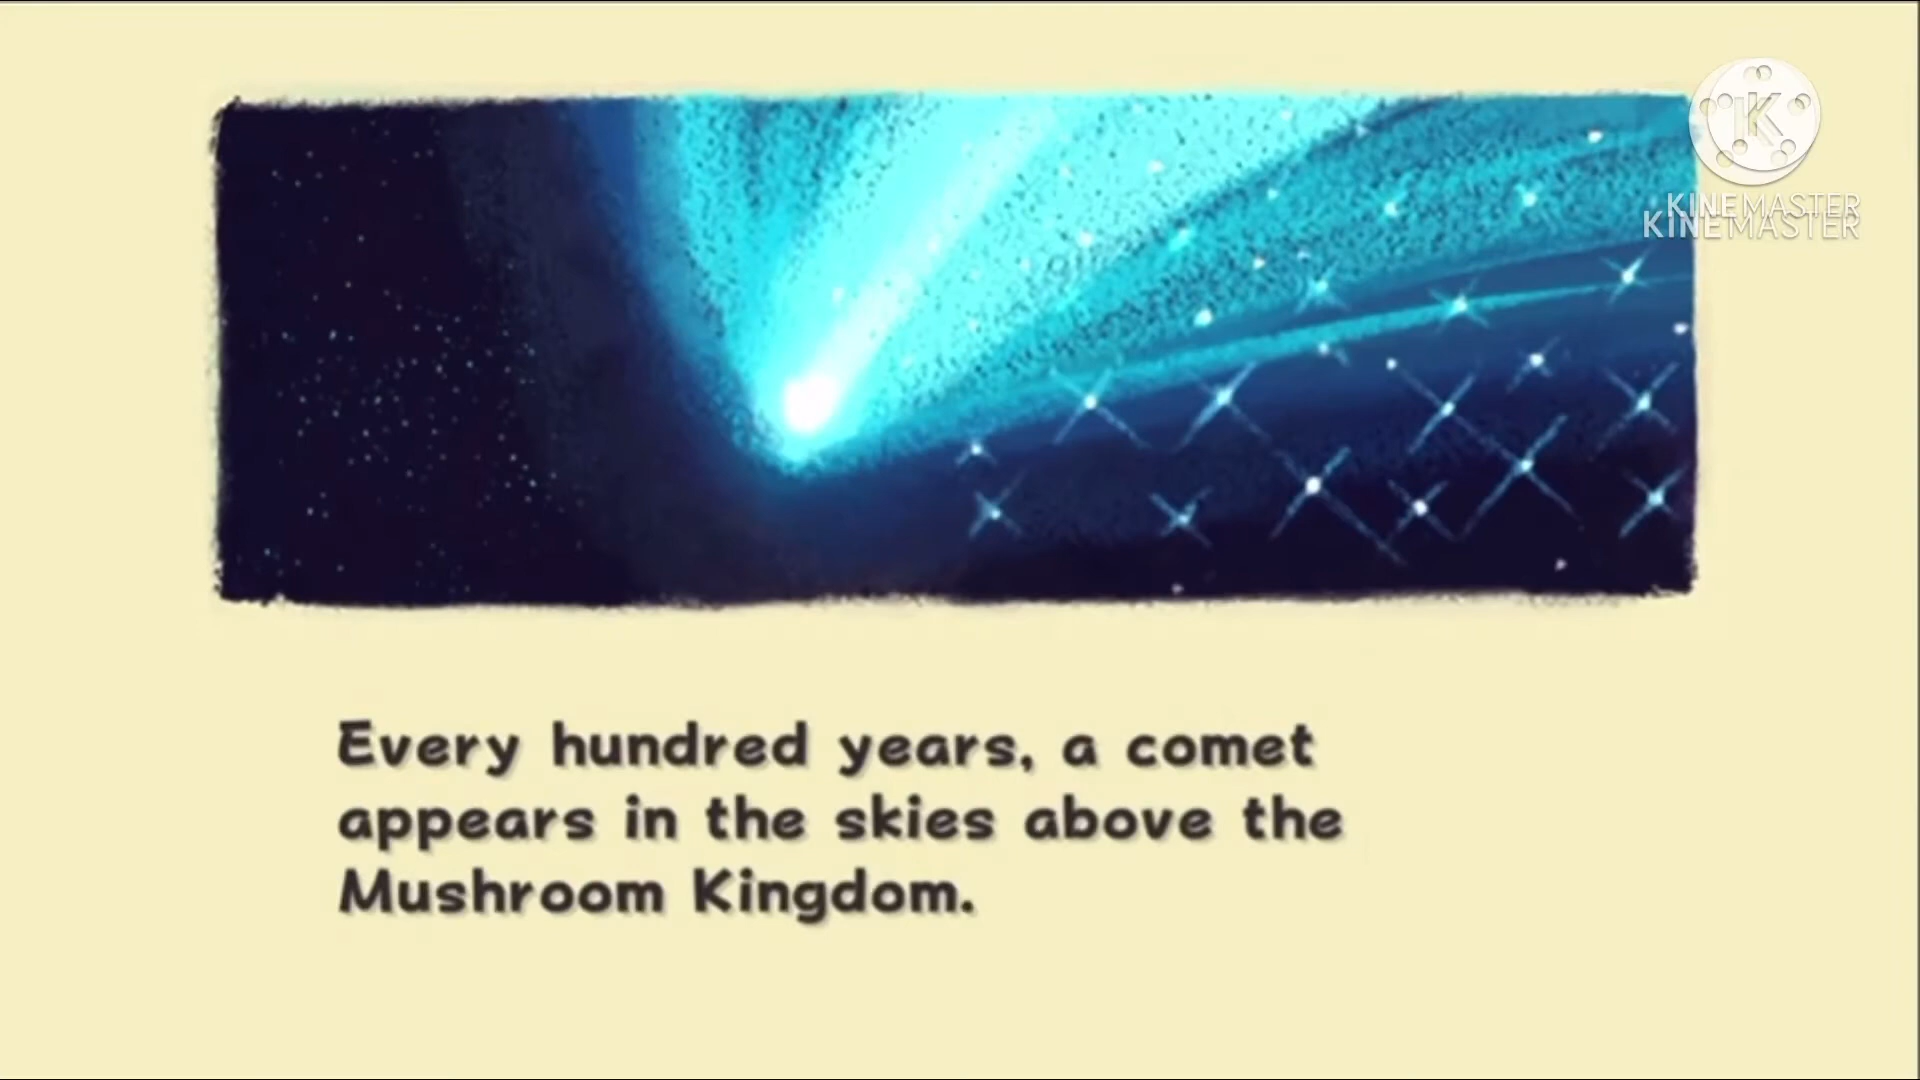 KINEMASTER
KINEMASTER
Every hundred years, a comet
appears in the skies above the
Mushroom Kingdom.